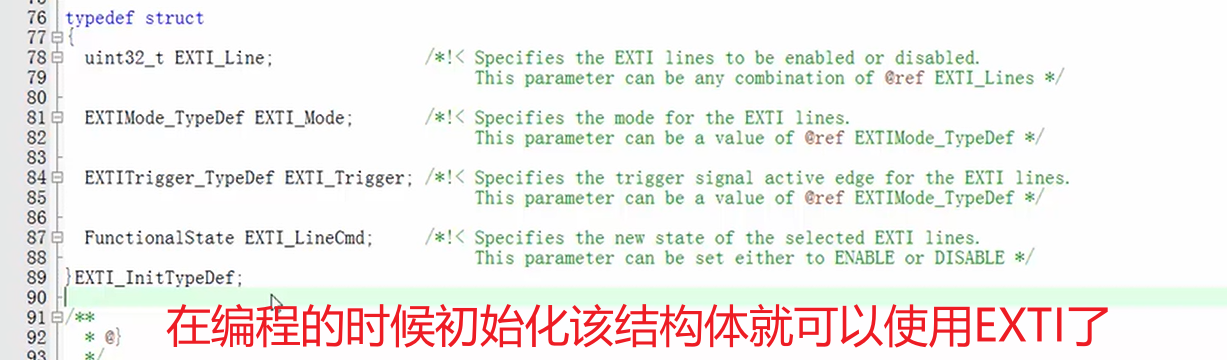 76 typedef struct
77 {
78 uint32_t EXTI_Line; /*!< Specifies the EXTI lines to be enabled or disabled.
79 This parameter can be any combination of @ref EXTI_Lines */
80
81 EXTIMode_TypeDef EXTI_Mode; /*!< Specifies the mode for the EXTI lines.
82 This parameter can be a value of @ref EXTIMode_TypeDef */
83
84 EXTITrigger_TypeDef EXTI_Trigger; /*!< Specifies the trigger signal active edge for the EXTI lines.
85 This parameter can be a value of @ref EXTIMode_TypeDef */
86
87 FunctionalState EXTI_LineCmd; /*!< Specifies the new state of the selected EXTI lines.
88 This parameter can be set either to ENABLE or DISABLE */
89 }EXTI_InitTypeDef;
90
91 /**
92 * @}
93 */
在编程的时候初始化该结构体就可以使用EXTI了